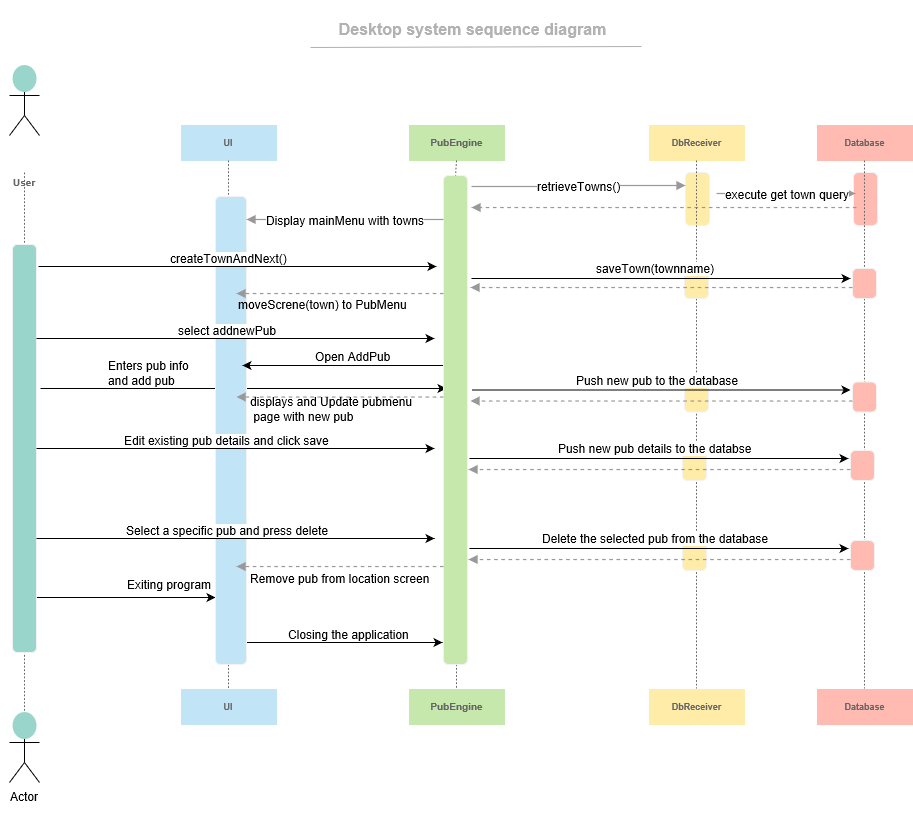 Desktop system sequence diagram
UI
PubEngine
DbReceiver
Database
User
retrieveTowns()
execute get town query
Display mainMenu with towns
createTownAndNext()
saveTown(townname)
moveScrene(town) to PubMenu
select addnewPub
Open AddPub
Enters pub info
and add pub
Push new pub to the database
displays and Update pubmenu
page with new pub
Edit existing pub details and click save
Push new pub details to the databse
Select a specific pub and press delete
Delete the selected pub from the database
Remove pub from location screen
Exiting program
Closing the application
UI
PubEngine
DbReceiver
Database
Actor